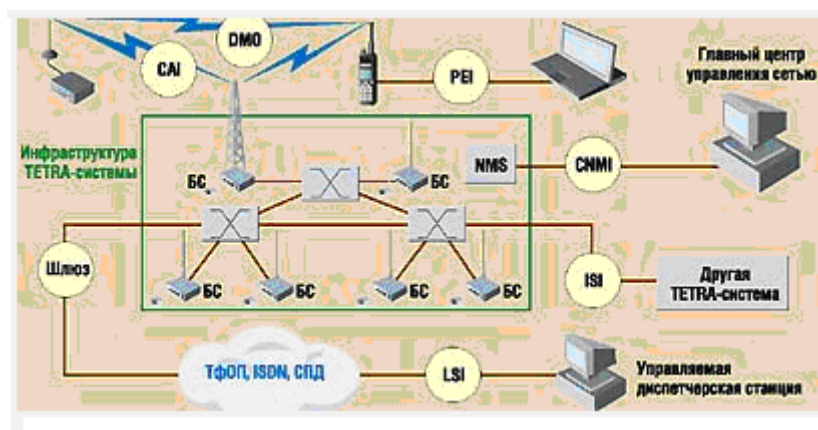 DMO
CAI
PEI
Главный центр
управления сетью
Инфраструктура
TETRA-системы
БС
БС
NMS
CNMI
Шлюз
БС
БС
БС
БС
ISI
Другая
TETRA-система
ТфОП, ISDN, СПД
LSI
Управляемая
диспетчерская станция